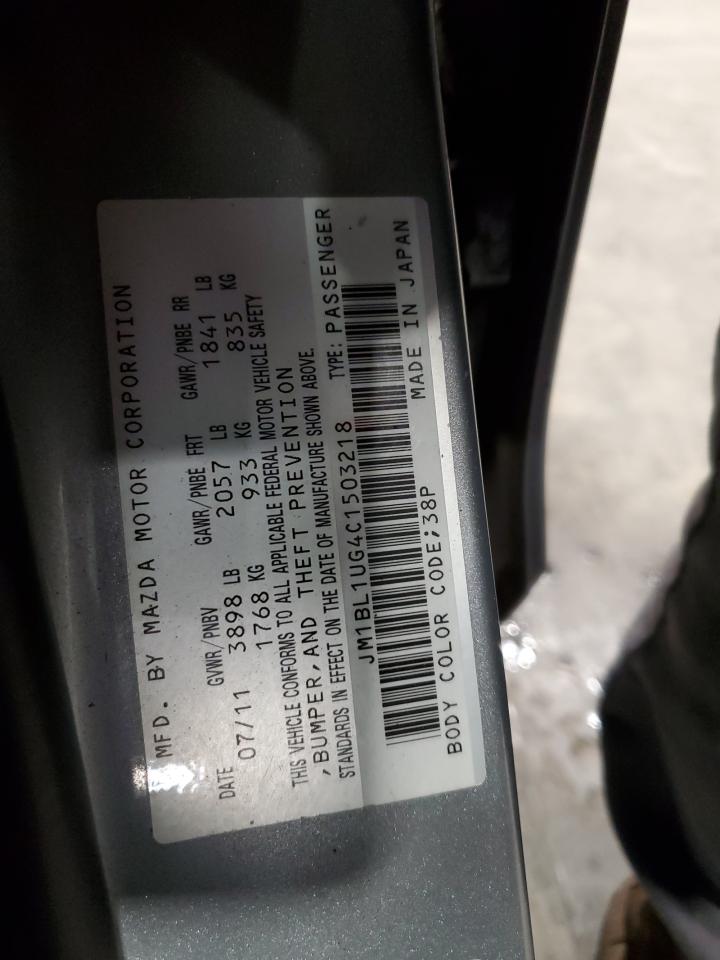 MFD. BY MAZDA MOTOR CORPORATION
GVWR/PNBV GAWR/PNBE FRT GAWR/PNBE RR
DATE 07/11 3898 LB 2057 LB 1841 LB
1768 KG 933 KG 835 KG
THIS VEHICLE CONFORMS TO ALL APPLICABLE FEDERAL MOTOR VEHICLE SAFETY
,BUMPER,AND THEFT PREVENTION
STANDARDS IN EFFECT ON THE DATE OF MANUFACTURE SHOWN ABOVE.
JM1BL1UG4C1503218 TYPE: PASSENGER
BODY COLOR CODE;38P MADE IN JAPAN